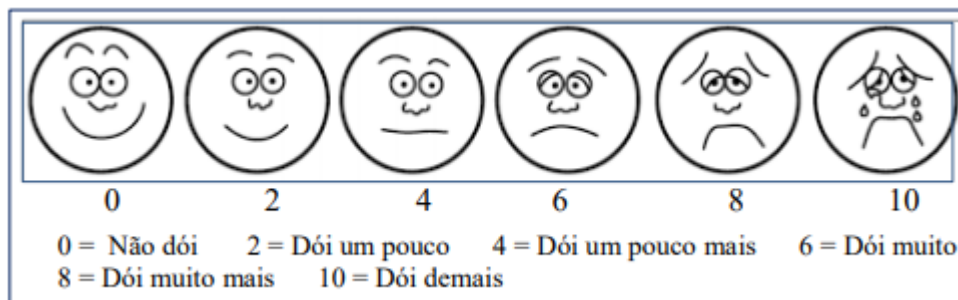 0 2 4 6 8 10
0 = Não dói 2 = Dói um pouco 4 = Dói um pouco mais 6 = Dói muito
8 = Dói muito mais 10 = Dói demais